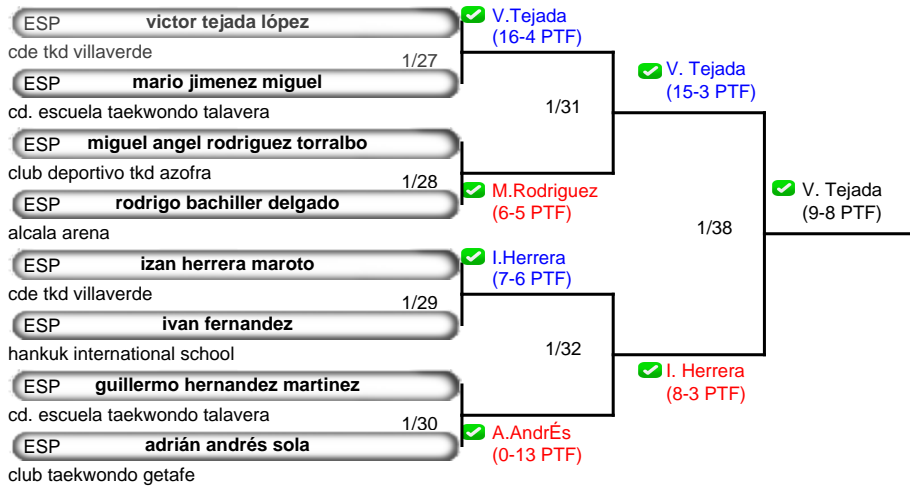 ESP victor tejada lópez
cde tkd villaverde
1/27
ESP mario jimenez miguel
cd. escuela taekwondo talavera
ESP miguel angel rodriguez torralbo
club deportivo tkd azofra
1/28
ESP rodrigo bachiller delgado
alcala arena
ESP izan herrera maroto
cde tkd villaverde
1/29
ESP ivan fernandez
hankuk international school
ESP guillermo hernandez martinez
cd. escuela taekwondo talavera
1/30
ESP adrián andrés sola
club taekwondo getafe
V.Tejada
(16-4 PTF)
1/31
M.Rodriguez
(6-5 PTF)
I.Herrera
(7-6 PTF)
1/32
A.AndrÉs
(0-13 PTF)
V. Tejada
(15-3 PTF)
1/38
I. Herrera
(8-3 PTF)
V. Tejada
(9-8 PTF)